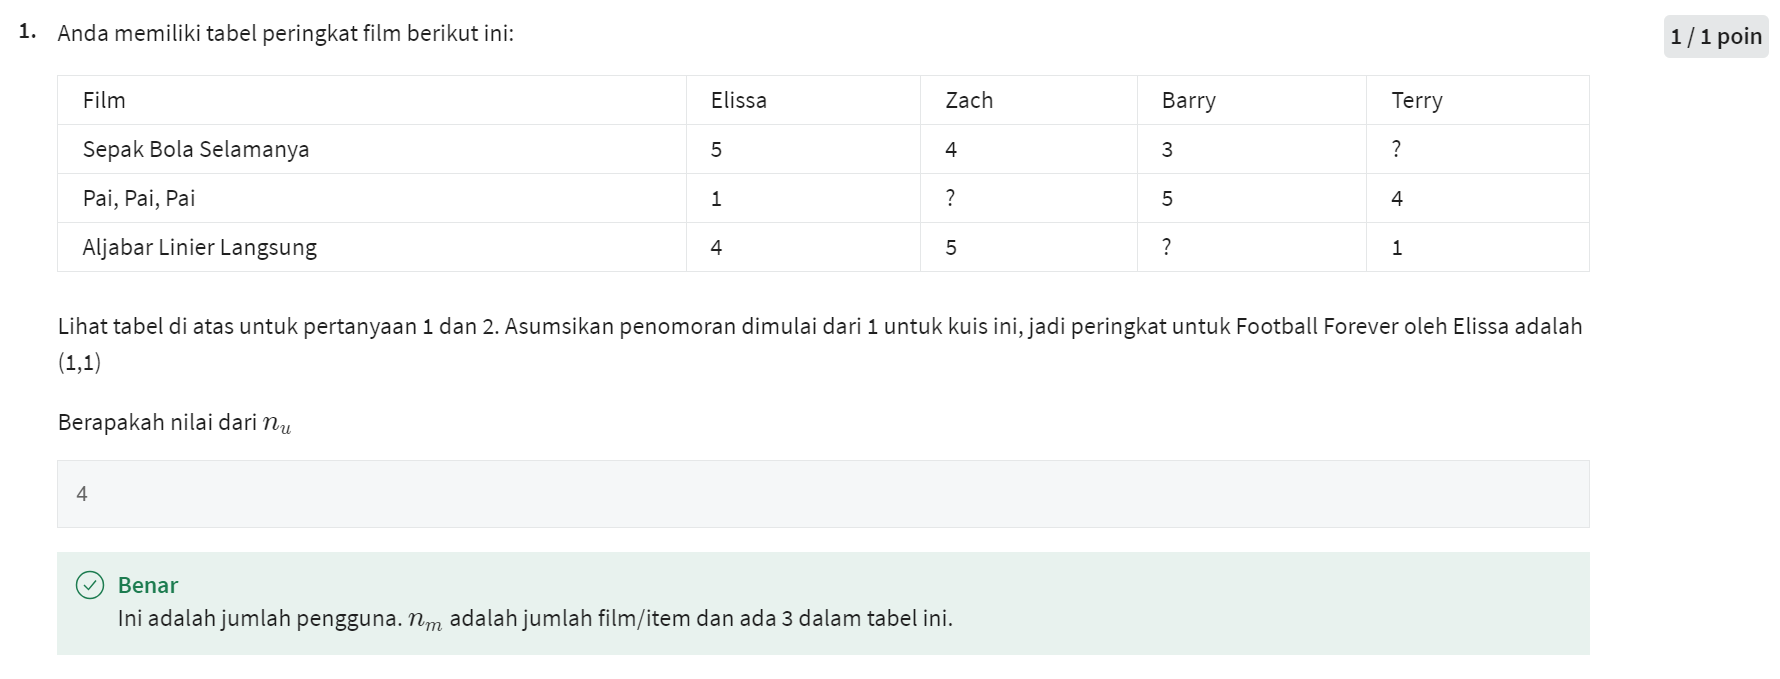 1. Anda memiliki tabel peringkat film berikut ini:
1 / 1 poin
Film Elissa Zach Barry Terry
Sepak Bola Selamanya 5 4 3 ?
Pai, Pai, Pai 1 ? 5 4
Aljabar Linier Langsung 4 5 ? 1
Lihat tabel di atas untuk pertanyaan 1 dan 2. Asumsikan penomoran dimulai dari 1 untuk kuis ini, jadi peringkat untuk Football Forever oleh Elissa adalah
(1,1)
Berapakah nilai dari n_u
4
Benar
Ini adalah jumlah pengguna. n_m adalah jumlah film/item dan ada 3 dalam tabel ini.